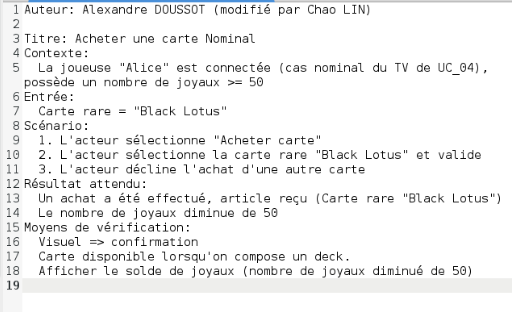 1 Auteur: Alexandre DOUSSOT (modifié par Chao LIN)
2
3 Titre: Acheter une carte Nominal
4 Contexte:
5 La joueuse "Alice" est connectée (cas nominal du TV de UC_04),
possède un nombre de joyaux >= 50
6 Entrée:
7 Carte rare = "Black Lotus"
8 Scénario:
9 1. L'acteur sélectionne "Acheter carte"
10 2. L'acteur sélectionne la carte rare "Black Lotus" et valide
11 3. L'acteur décline l'achat d'une autre carte
12 Résultat attendu:
13 Un achat a été effectué, article reçu (Carte rare "Black Lotus")
14 Le nombre de joyaux diminue de 50
15 Moyens de vérification:
16 Visuel => confirmation
17 Carte disponible lorsqu'on compose un deck.
18 Afficher le solde de joyaux (nombre de joyaux diminué de 50)
19